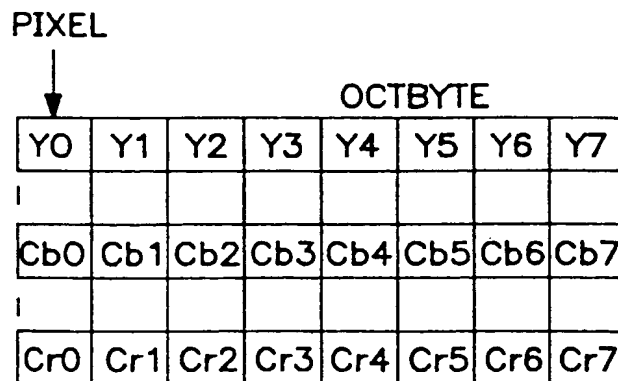 PIXEL
OCTBYTE
Y0 Y1 Y2 Y3 Y4 Y5 Y6 Y7
Cb0 Cb1 Cb2 Cb3 Cb4 Cb5 Cb6 Cb7
Cr0 Cr1 Cr2 Cr3 Cr4 Cr5 Cr6 Cr7